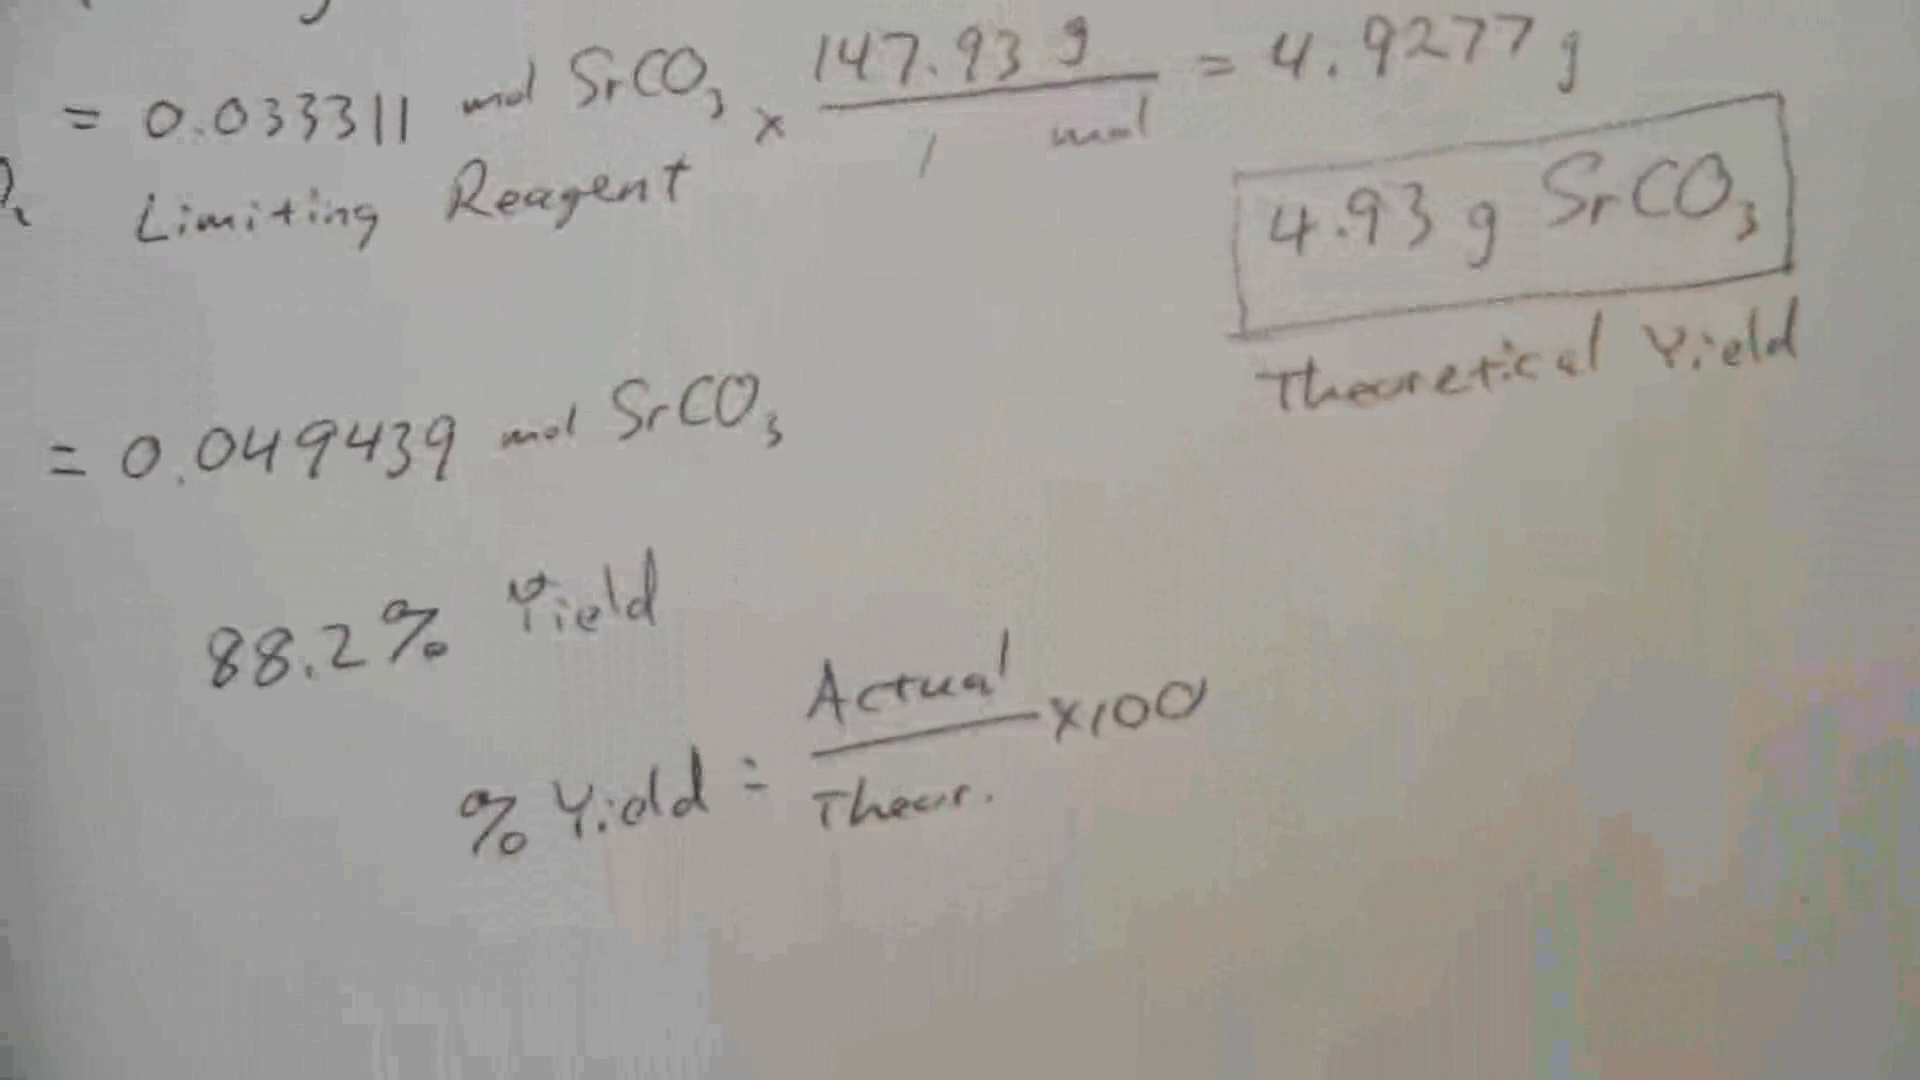 = 0.033311 mol SrCO₃ × 147.93 g / 1 mol = 4.9277 g
Limiting Reagent
4.93 g SrCO₃
Theoretical Yield
= 0.049439 mol SrCO₃
88.2% Yield
% Yield = Actual / Theor. ×100